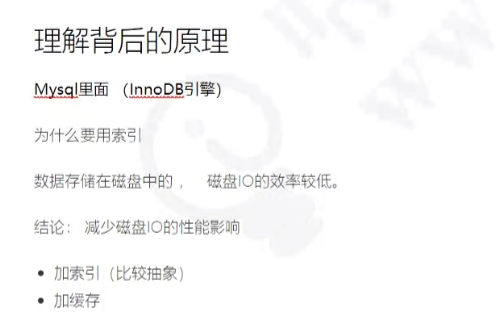 理解背后的原理
Mysql里面 （InnoDB引擎）
为什么要用索引
数据存储在磁盘中的 ， 磁盘IO的效率较低。
结论： 减少磁盘IO的性能影响
• 加索引（比较抽象）
• 加缓存